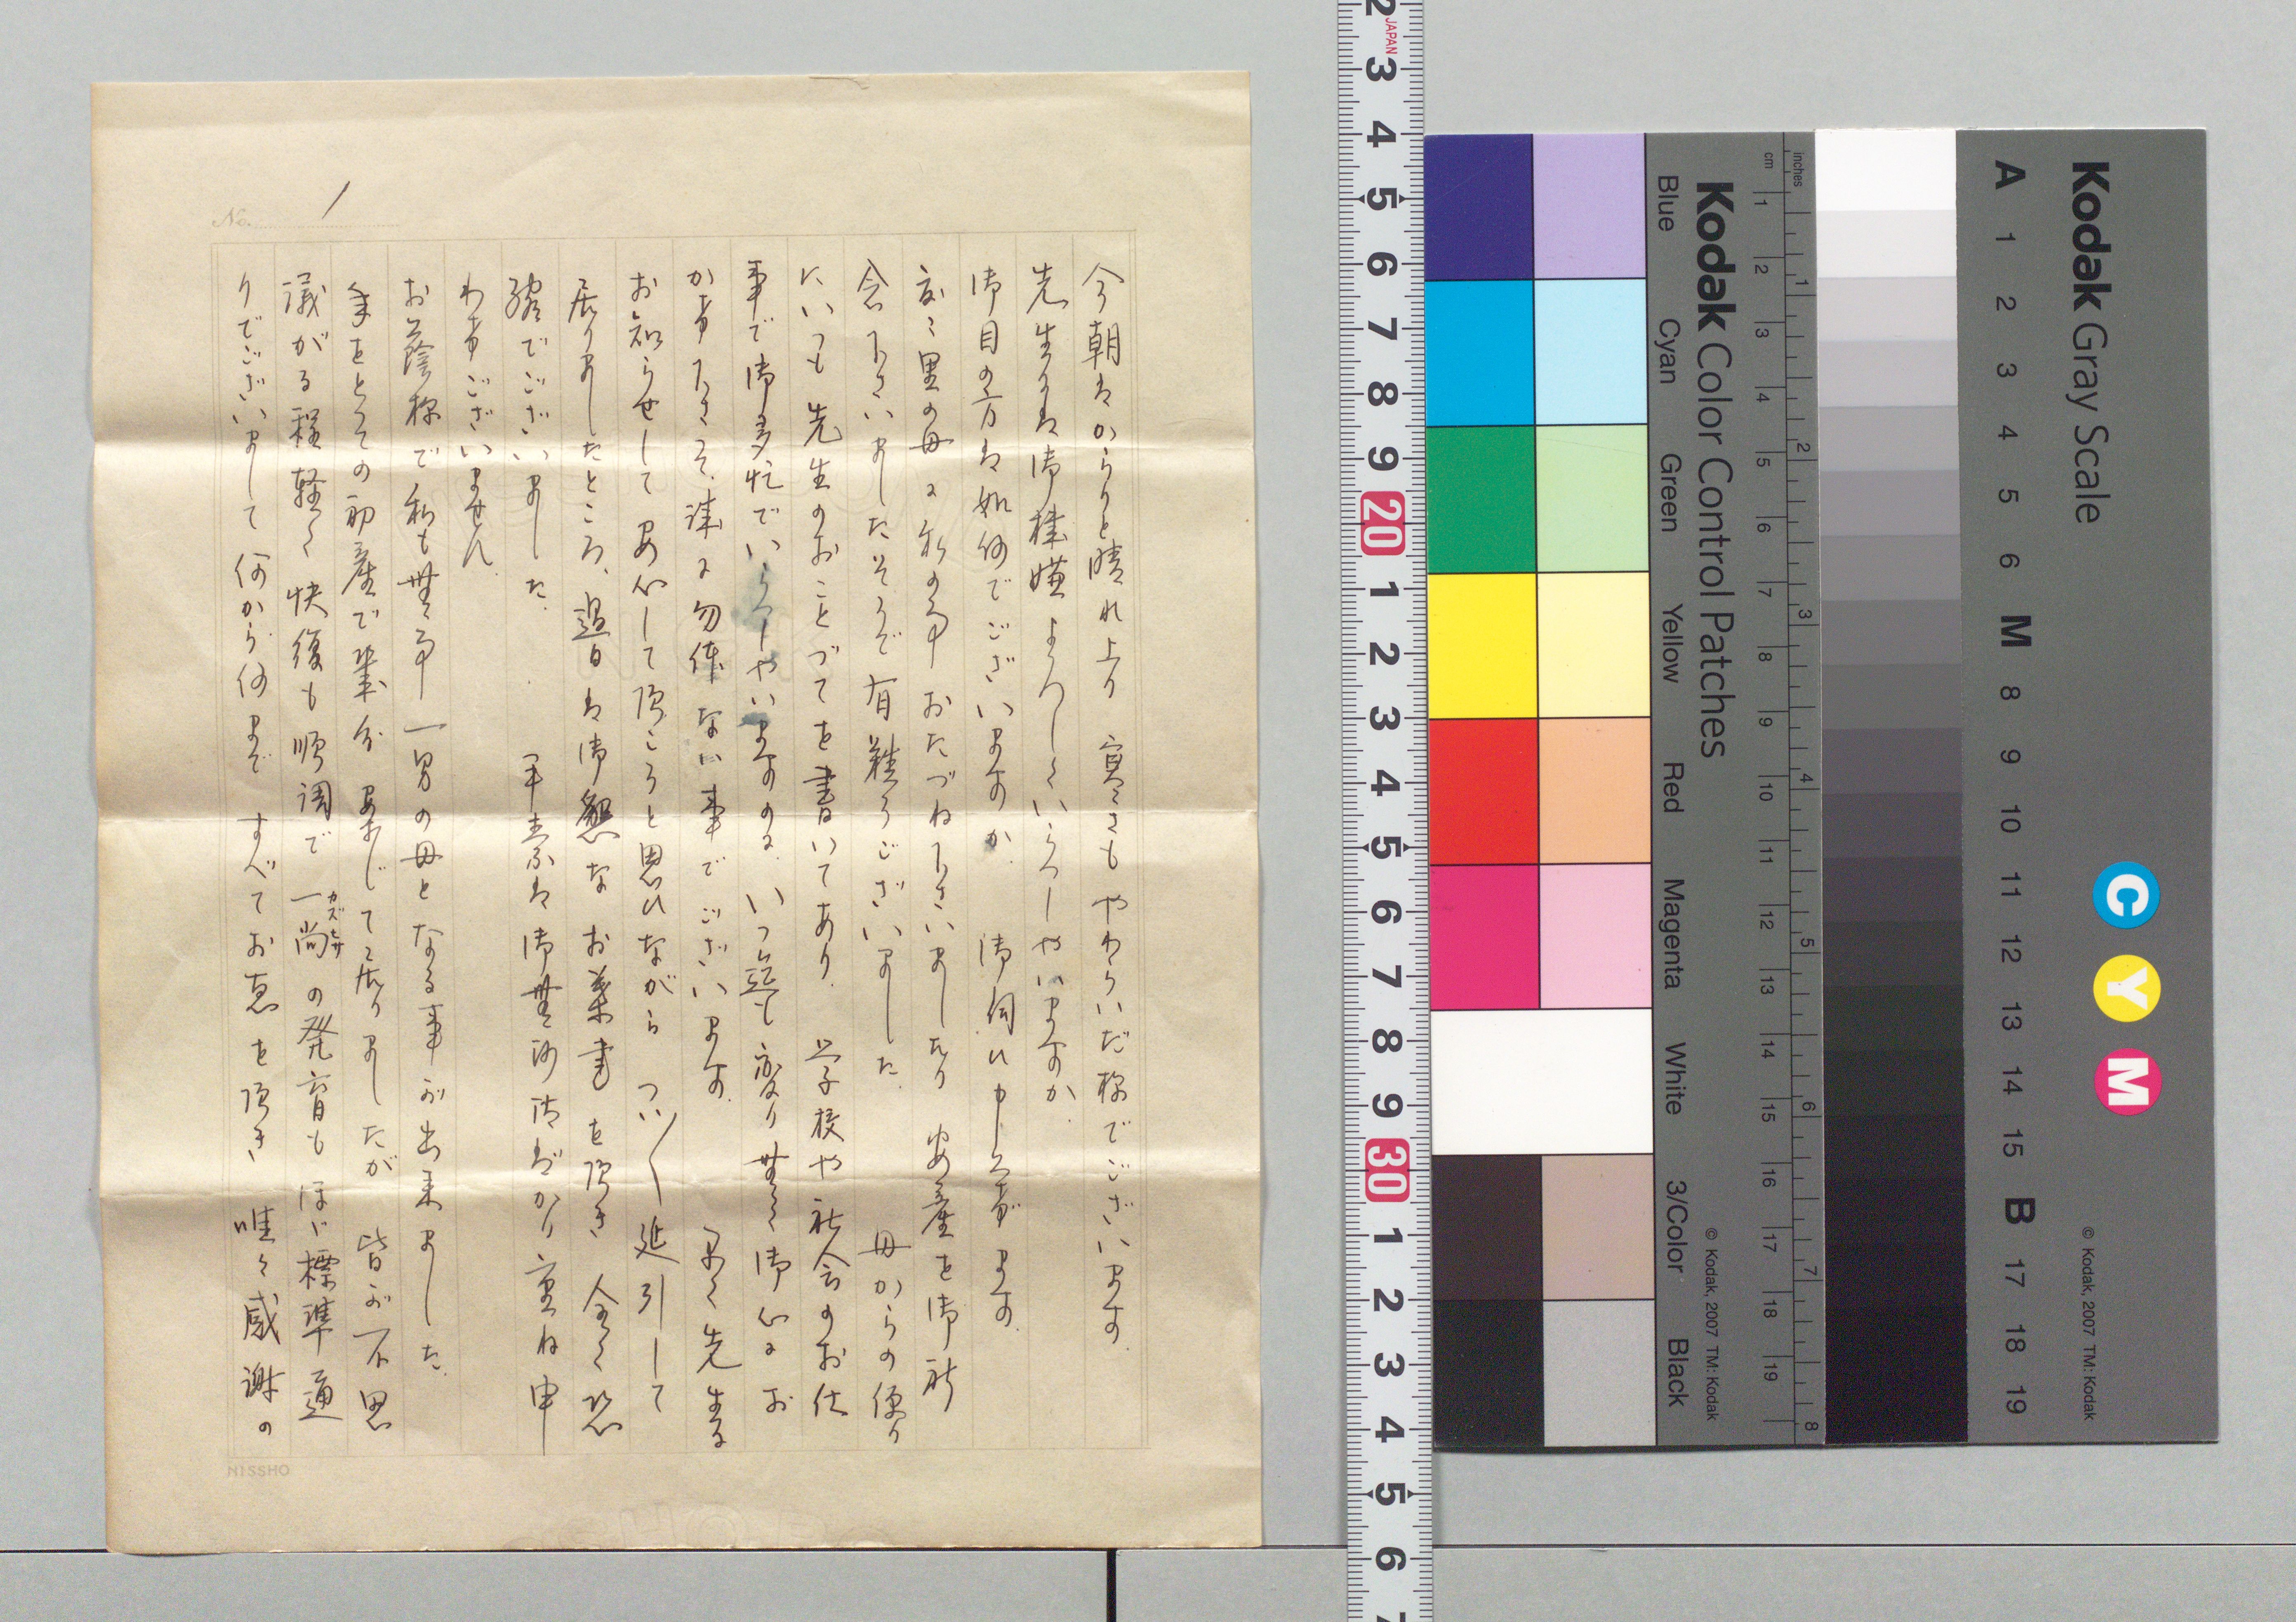 No. 1
今朝はからりと晴れ上り 寒さも やわらいだ様でございます.
先生には御機嫌よろしくいらっしゃいますか.
御目の方は如何でございますか. 御伺ひ申上げます.
度々里の母に私の事おたづね下さいましたり 安産を御祈
念下さいましたそうで 有難うございました. 母からの便り
にいつも先生のおことづてを書いてあり. 学校や社会のお仕
事で御多忙でいらっしゃいますのに. いつ迄も変り無く御心にお
かけ下さって. 誠に勿体ない事でございます. 早く先生に
お知らせして安心して頂こうと思ひながら つい〱延引して
居りましたところ、過日は御懇なお葉書を頂き 全く恐
縮でございました. 平素は御無沙汰ばかり重ね申
わけございません.
お蔭様で私も無事一男の母となる事が出来ました.
年をとっての初産で案じて居りましたが 皆が不思
議がる程軽く 快復も順調で 一尚カズヒサの発育もほゞ標準通
りでございまして 何から何まで すべてお恵を頂き 唯々感謝の
NISSHO
JAPAN
2 3 4 5 6 7 8 9 20 1 2 3 4 5 6 7 8 9 30 1 2 3 4 5 6 7
Kodak Color Control Patches
Blue Cyan Green Yellow Red Magenta White 3/Color Black
© Kodak, 2007 TM: Kodak
inches 1 2 3 4 5 6 7 8
cm 1 2 3 4 5 6 7 8 9 10 11 12 13 14 15 16 17 18 19
Kodak Gray Scale
C Y M
© Kodak, 2007 TM: Kodak
A 1 2 3 4 5 6 M 8 9 10 11 12 13 14 15 B 17 18 19